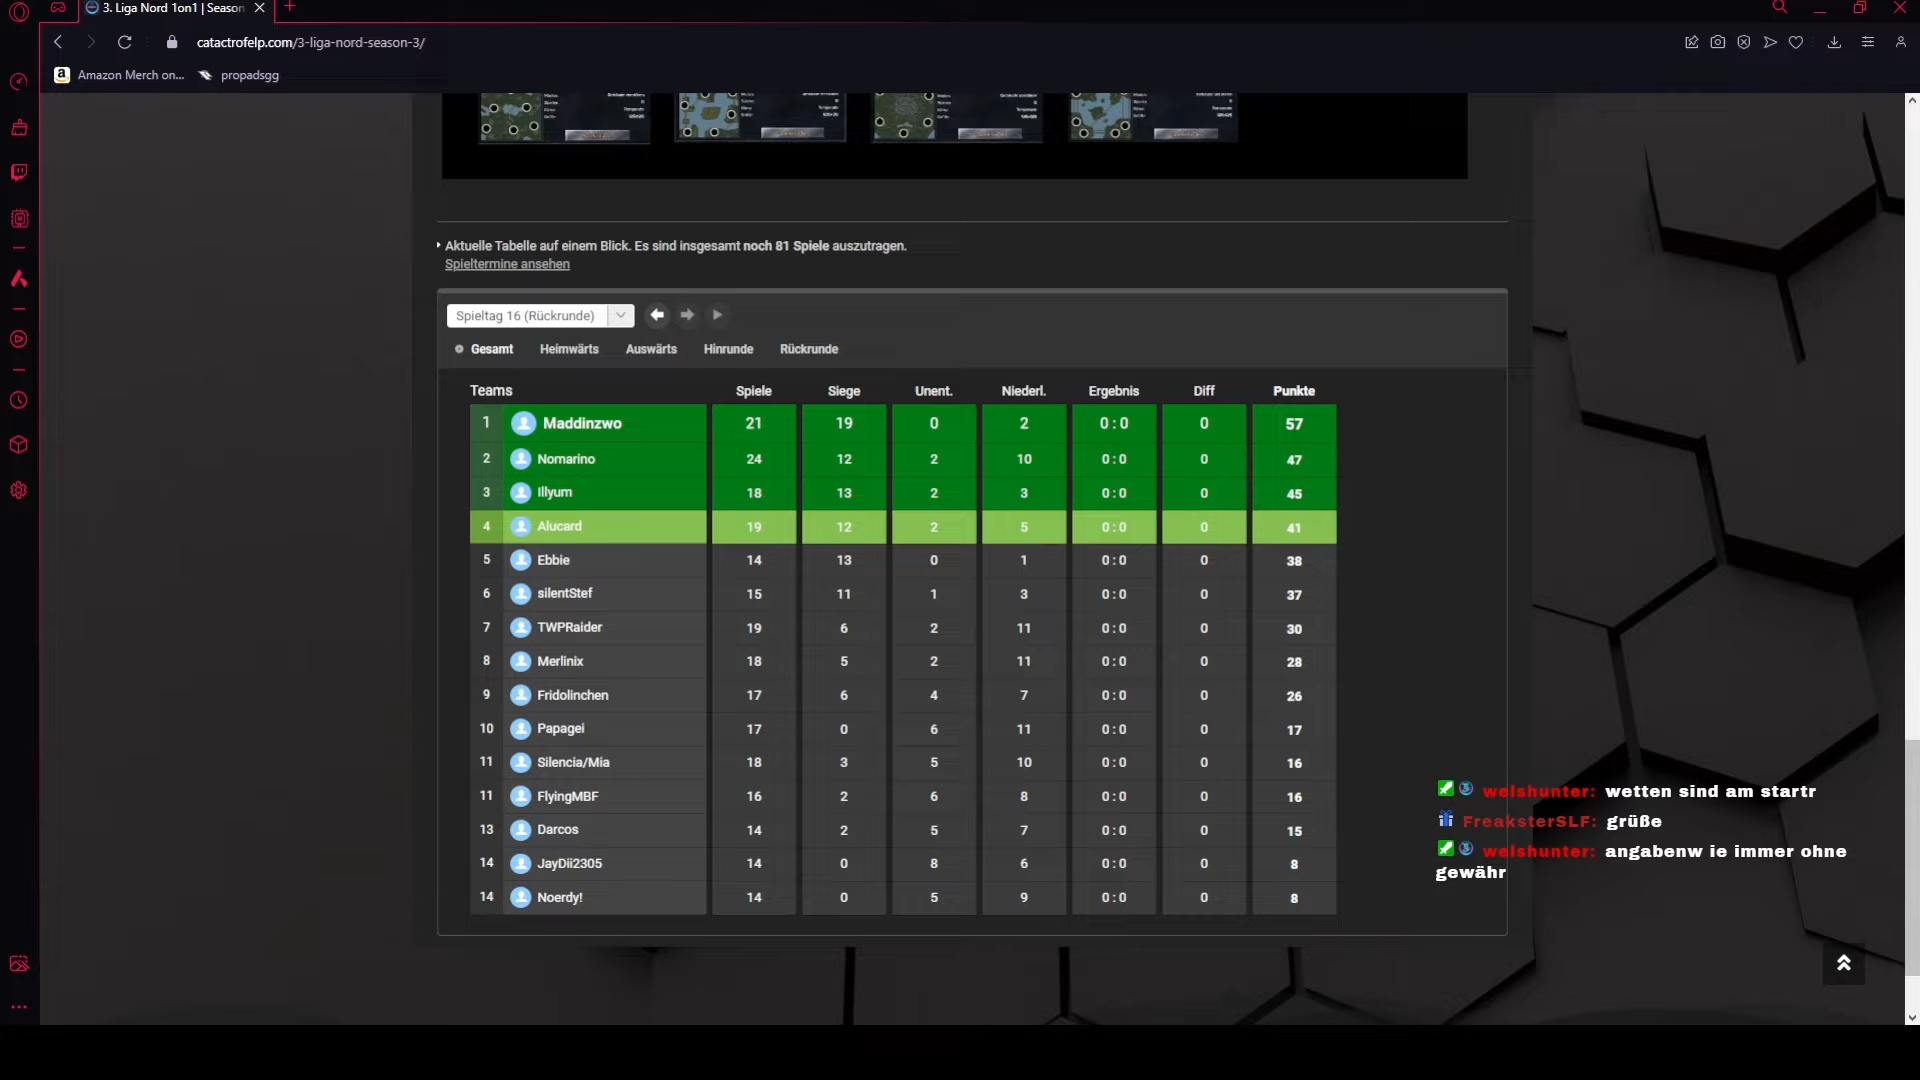 3. Liga Nord 1on1 | Season
catactrofelp.com/3-liga-nord-season-3/
a Amazon Merch on... propadsgg
Aktuelle Tabelle auf einem Blick. Es sind insgesamt noch 81 Spiele auszutragen.
Spieltermine ansehen
Spieltag 16 (Rückrunde)
Gesamt Heimwärts Auswärts Hinrunde Rückrunde
Teams Spiele Siege Unent. Niederl. Ergebnis Diff Punkte
1 Maddinzwo 21 19 0 2 0:0 0 57
2 Nomarino 24 12 2 10 0:0 0 47
3 Illyum 18 13 2 3 0:0 0 45
4 Alucard 19 12 2 5 0:0 0 41
5 Ebbie 14 13 0 1 0:0 0 38
6 silentStef 15 11 1 3 0:0 0 37
7 TWPRaider 19 6 2 11 0:0 0 30
8 Merlinix 18 5 2 11 0:0 0 28
9 Fridolinchen 17 6 4 7 0:0 0 26
10 Papagei 17 0 6 11 0:0 0 17
11 Silencia/Mia 18 3 5 10 0:0 0 16
11 FlyingMBF 16 2 6 8 0:0 0 16
13 Darcos 14 2 5 7 0:0 0 15
14 JayDii2305 14 0 8 6 0:0 0 8
14 Noerdy! 14 0 5 9 0:0 0 8
welshunter: wetten sind am startr
FreaksterSLF: grüße
welshunter: angabenw ie immer ohne
gewähr